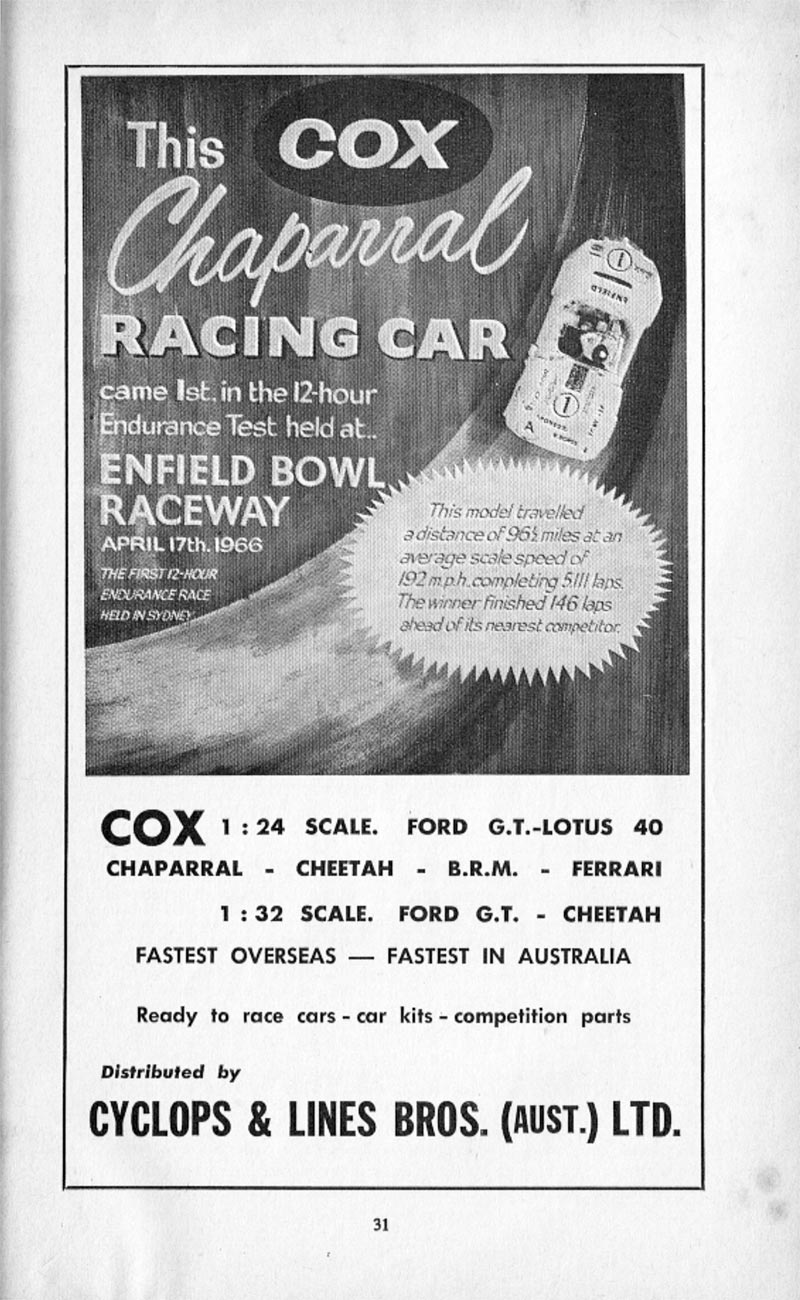 This COX
Chaparral
RACING CAR
came 1st. in the 12-hour
Endurance Test held at..
ENFIELD BOWL
RACEWAY
APRIL 17th. 1966
THE FIRST 12-HOUR
ENDURANCE RACE
HELD IN SYDNEY
1
ENFIELD
1
A
This model travelled
a distance of 96½ miles at an
average scale speed of
192 m.p.h. completing 5111 laps.
The winner finished 146 laps
ahead of its nearest competitor.
COX 1 : 24 SCALE. FORD G.T.-LOTUS 40
CHAPARRAL - CHEETAH - B.R.M. - FERRARI
1 : 32 SCALE. FORD G.T. - CHEETAH
FASTEST OVERSEAS — FASTEST IN AUSTRALIA
Ready to race cars - car kits - competition parts
Distributed by
CYCLOPS & LINES BROS. (AUST.) LTD.
31